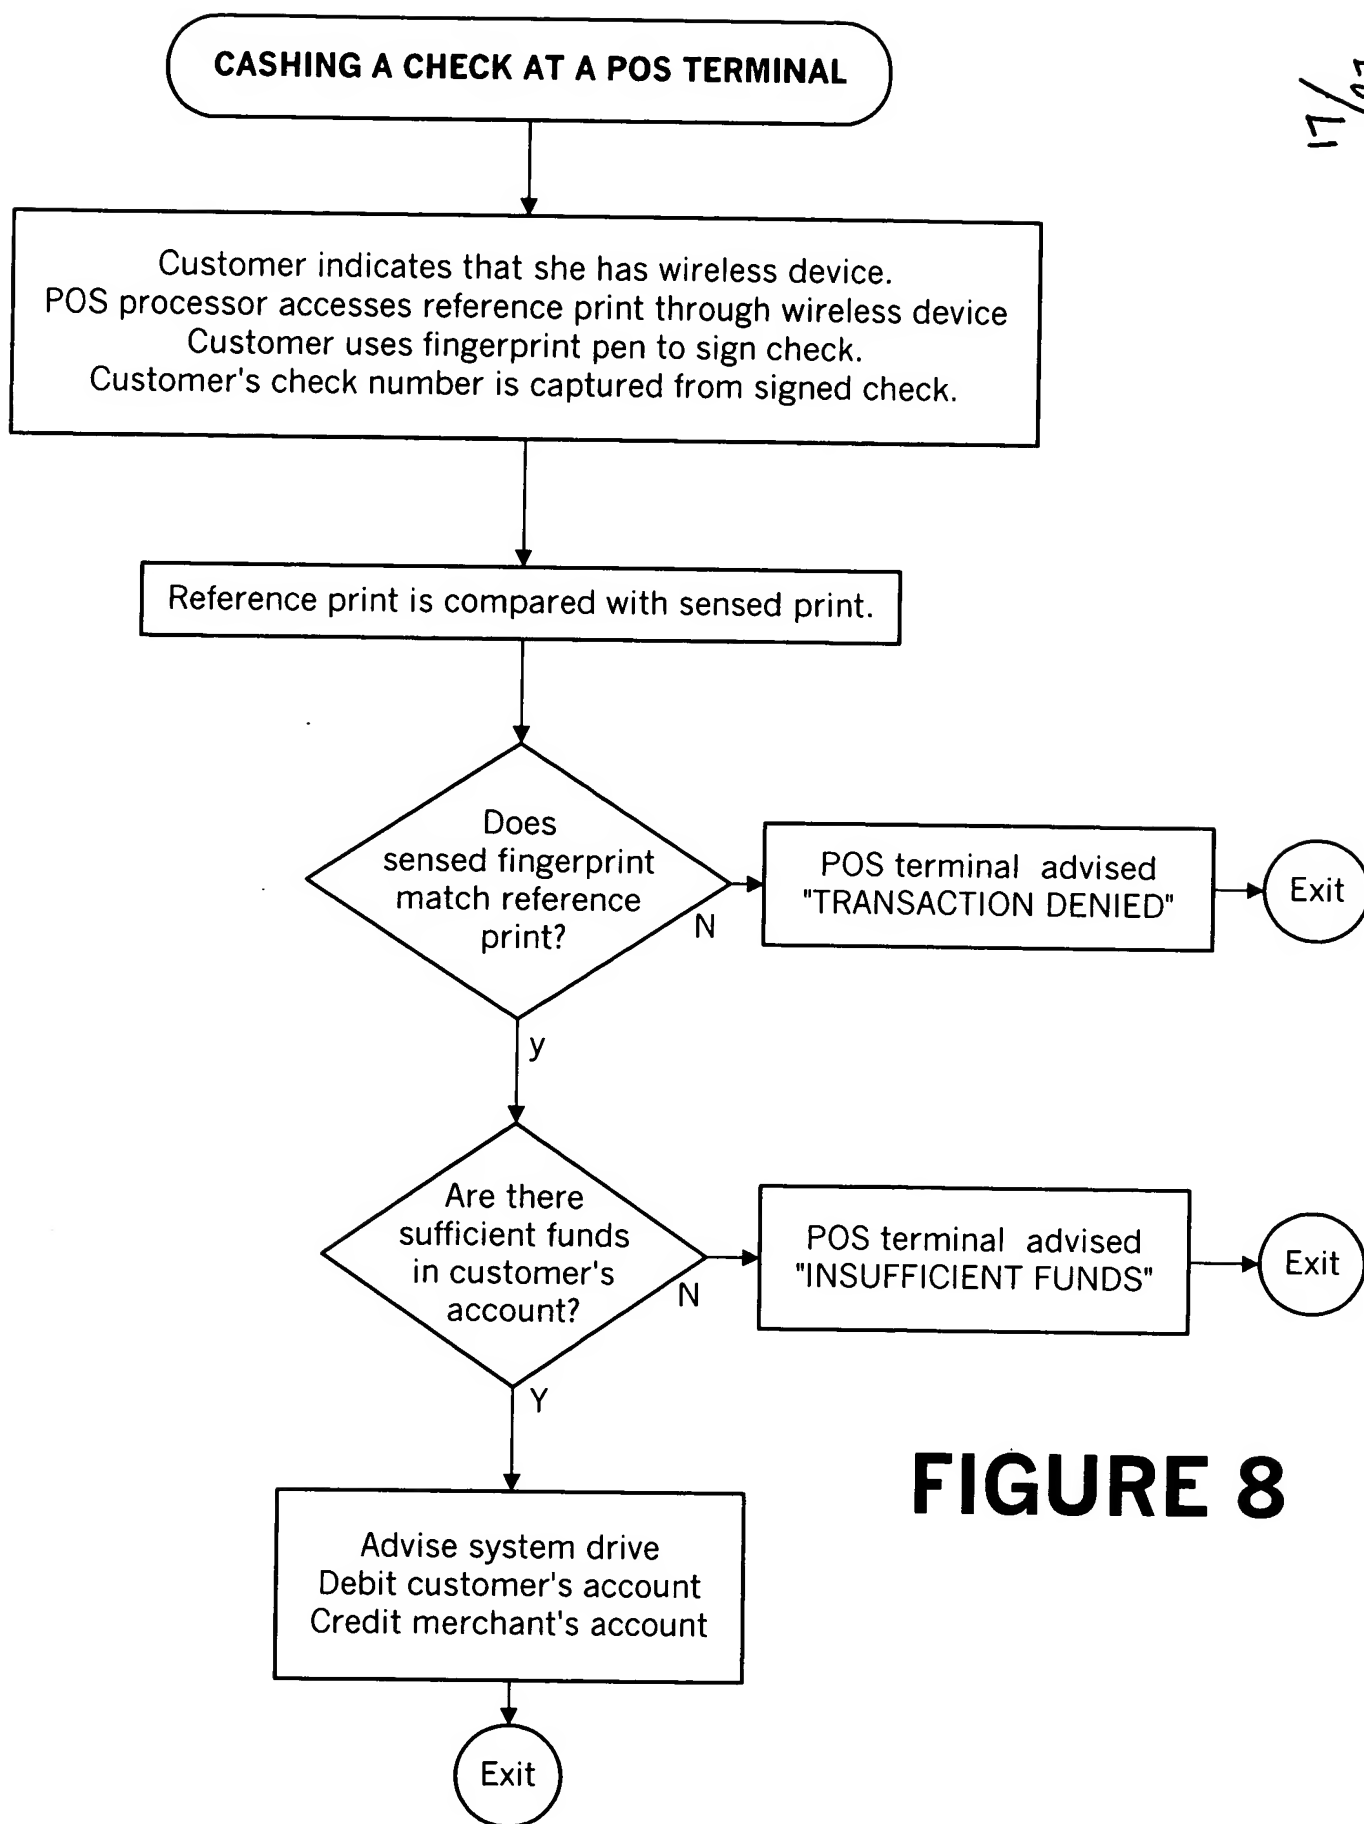 CASHING A CHECK AT A POS TERMINAL
Customer indicates that she has wireless device.
POS processor accesses reference print through wireless device
Customer uses fingerprint pen to sign check.
Customer's check number is captured from signed check.
Reference print is compared with sensed print.
Does
sensed fingerprint
match reference
print?
N
POS terminal advised
"TRANSACTION DENIED"
Exit
y
Are there
sufficient funds
in customer's
account?
N
POS terminal advised
"INSUFFICIENT FUNDS"
Exit
Y
Advise system drive
Debit customer's account
Credit merchant's account
Exit
FIGURE 8